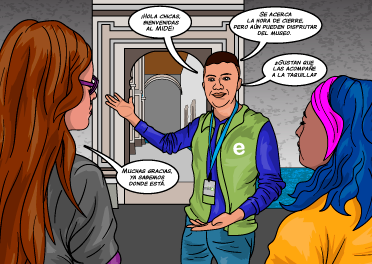 ¡HOLA CHICAS,
BIENVENIDAS
AL MIDE!
SE ACERCA
LA HORA DE CIERRE,
PERO AÚN PUEDEN DISFRUTAR
DEL MUSEO.
¿GUSTAN QUE
LAS ACOMPAÑE
A LA TAQUILLA?
e
MUCHAS GRACIAS,
YA SABEMOS
DONDE ESTÁ.